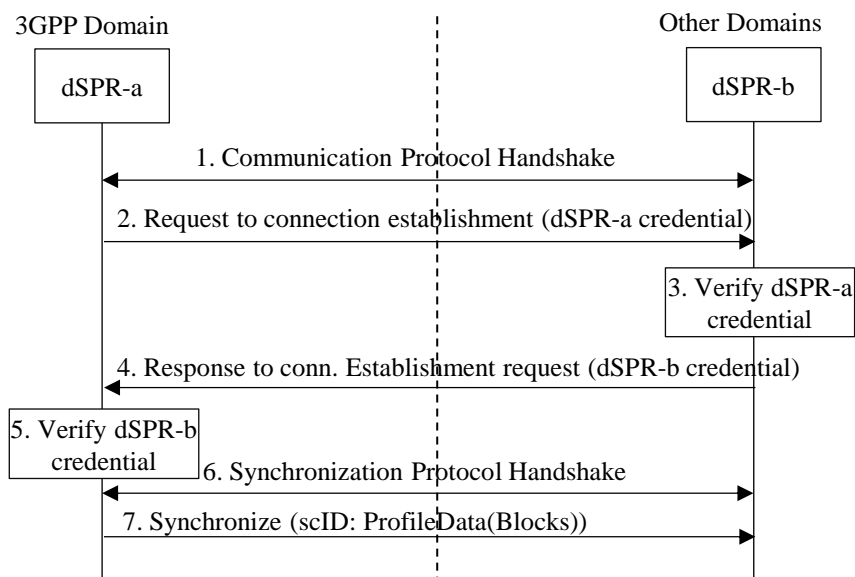 3GPP Domain
Other Domains
dSPR-a
dSPR-b
1. Communication Protocol Handshake
2. Request to connection establishment (dSPR-a credential)
3. Verify dSPR-a
credential
4. Response to conn. Establishment request (dSPR-b credential)
5. Verify dSPR-b
credential
6. Synchronization Protocol Handshake
7. Synchronize (scID: ProfileData(Blocks))